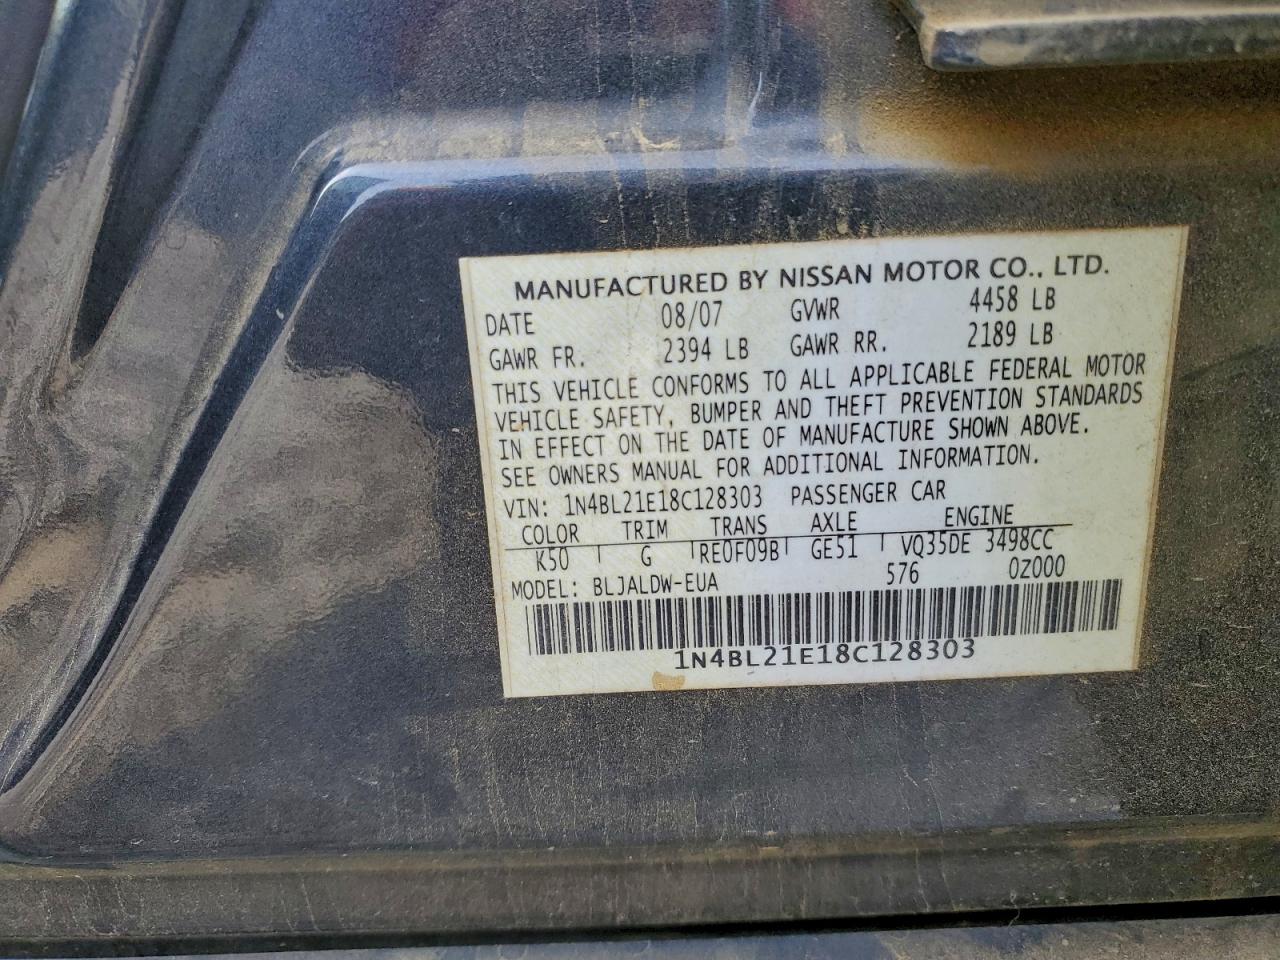 MANUFACTURED BY NISSAN MOTOR CO., LTD.
DATE 08/07 GVWR 4458 LB
GAWR FR. 2394 LB GAWR RR. 2189 LB
THIS VEHICLE CONFORMS TO ALL APPLICABLE FEDERAL MOTOR
VEHICLE SAFETY, BUMPER AND THEFT PREVENTION STANDARDS
IN EFFECT ON THE DATE OF MANUFACTURE SHOWN ABOVE.
SEE OWNERS MANUAL FOR ADDITIONAL INFORMATION.
VIN: 1N4BL21E18C128303 PASSENGER CAR
COLOR TRIM TRANS AXLE ENGINE
K50 G RE0F09B GE51 VQ35DE 3498CC
MODEL: BLJALDW-EUA 576 0Z000
1N4BL21E18C128303